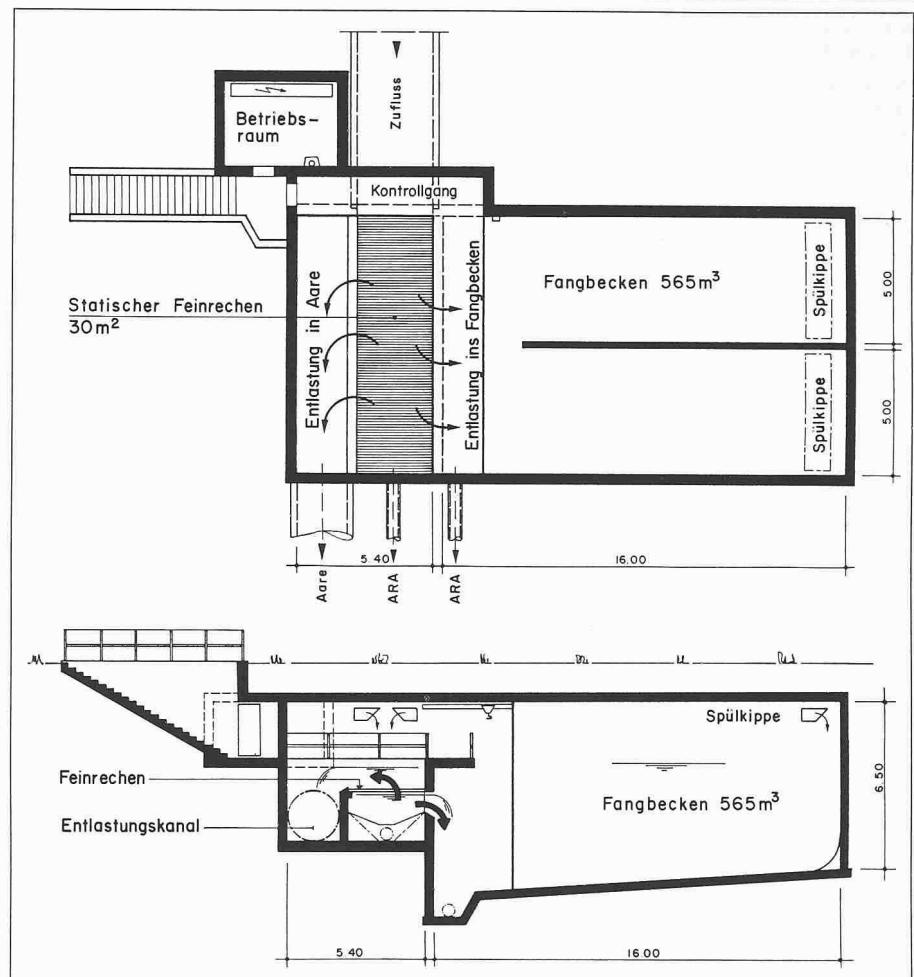 Zufluss
Betriebs-
raum
Kontrollgang
Statischer Feinrechen
30m²
Entlastung in Aare
Entlastung ins Fangbecken
Fangbecken 565m³
Spülkippe
5.00
Spülkippe
5.00
5.40
16.00
Aare
ARA
ARA
Spülkippe
Feinrechen
Entlastungskanal
Fangbecken 565m³
6.50
5.40
16.00